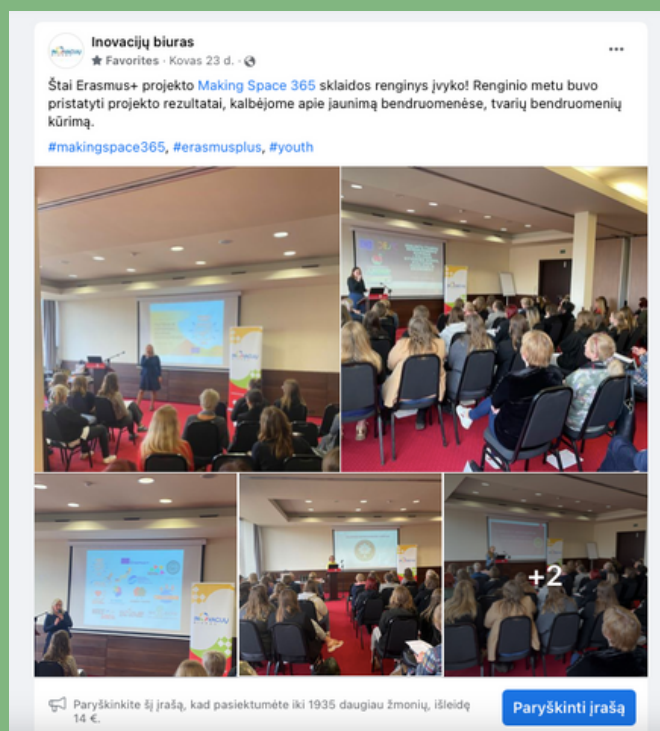 Inovacijų biuras
Favorites · Kovas 23 d. ·
Štai Erasmus+ projekto Making Space 365 sklaidos renginys įvyko! Renginio metu buvo
pristatyti projekto rezultatai, kalbėjome apie jaunimą bendruomenėse, tvarių bendruomenių
kūrimą.
#makingspace365, #erasmusplus, #youth
+2
Paryškinkite šį įrašą, kad pasiektumėte iki 1935 daugiau žmonių, išleidę
14 €.
Paryškinti įrašą